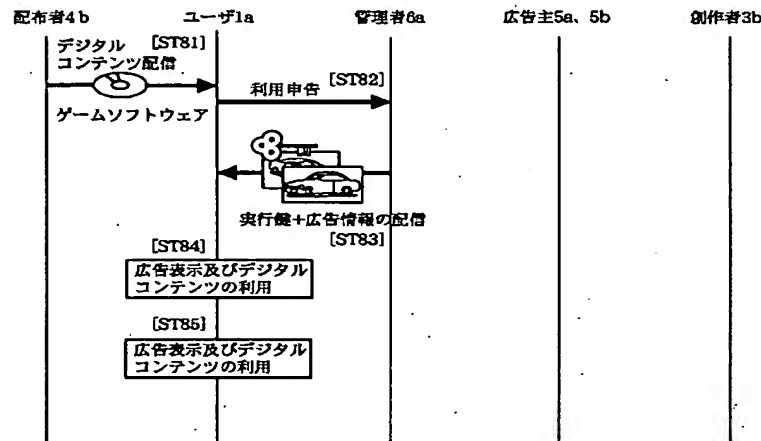 配布者4b
ユーザ1a
管理者6a
広告主5a、5b
創作者3b
デジタル
コンテンツ配信
[ST81]
ゲームソフトウェア
利用申告
[ST82]
実行鍵+広告情報の配信
[ST83]
[ST84]
広告表示及びデジタル
コンテンツの利用
[ST85]
広告表示及びデジタル
コンテンツの利用